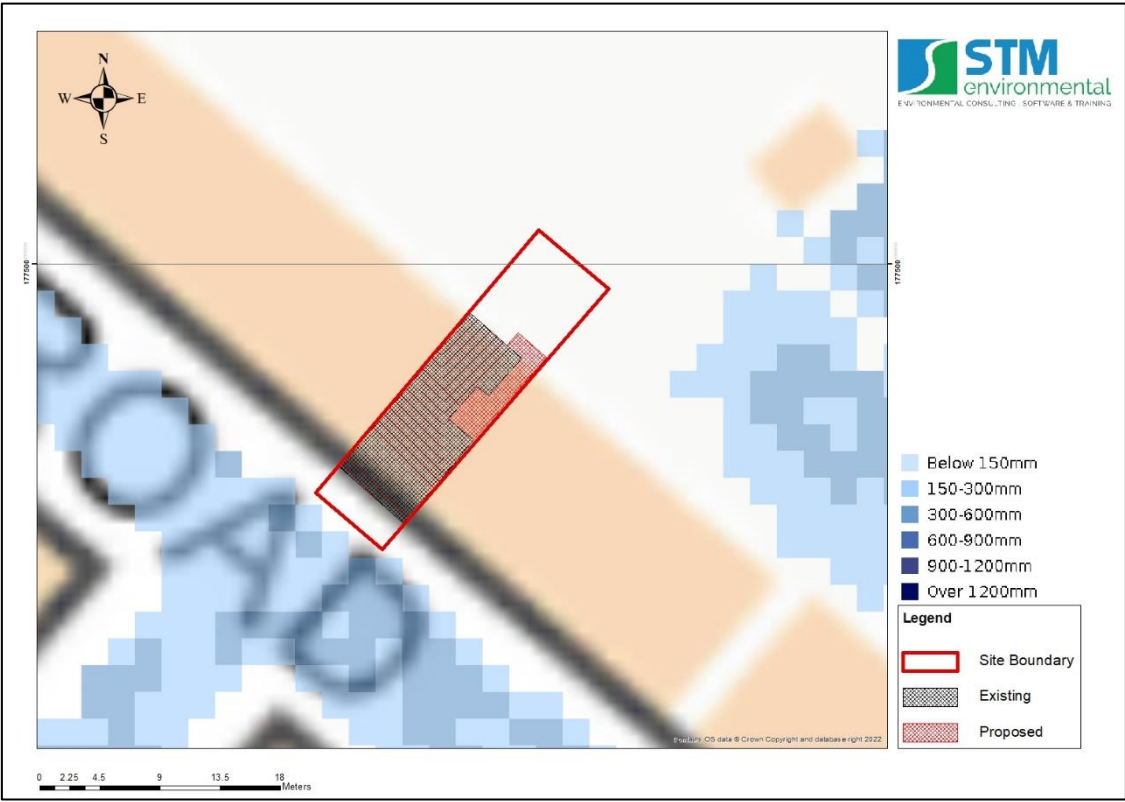 N
W E
S
STM
environmental
ENVIRONMENTAL CONSULTING , SOFTWARE & TRAINING
177500
177500
ROAD
Below 150mm
150-300mm
300-600mm
600-900mm
900-1200mm
Over 1200mm
Legend
Site Boundary
Existing
Proposed
OS data © Crown Copyright and database right 2022
0 2.25 4.5 9 13.5 18
Meters